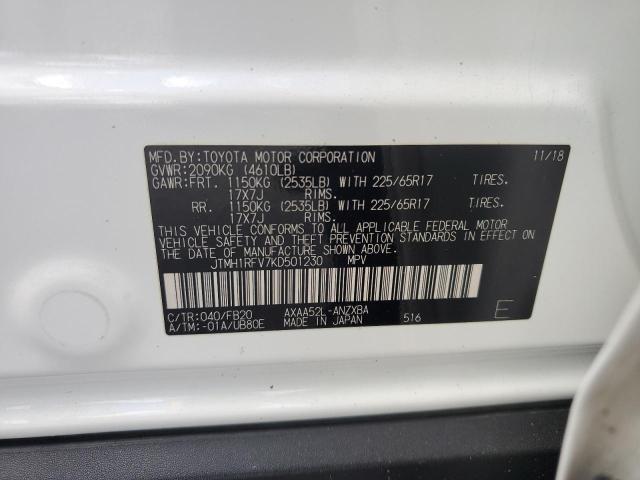 MFD.BY:TOYOTA MOTOR CORPORATION 11/18
GVWR:2090KG (4610LB)
GAWR:FRT. 1150KG (2535LB) WITH 225/65R17 TIRES.
17X7J RIMS.
RR. 1150KG (2535LB) WITH 225/65R17 TIRES.
17X7J RIMS.
THIS VEHICLE CONFORMS TO ALL APPLICABLE FEDERAL MOTOR
VEHICLE SAFETY AND THEFT PREVENTION STANDARDS IN EFFECT ON
THE DATE OF MANUFACTURE SHOWN ABOVE.
JTMH1RFV7KD501230 MPV
C/TR:040/FB20 AXAA52L-ANZXBA
A/TM:-01A/UB80E MADE IN JAPAN 516 E